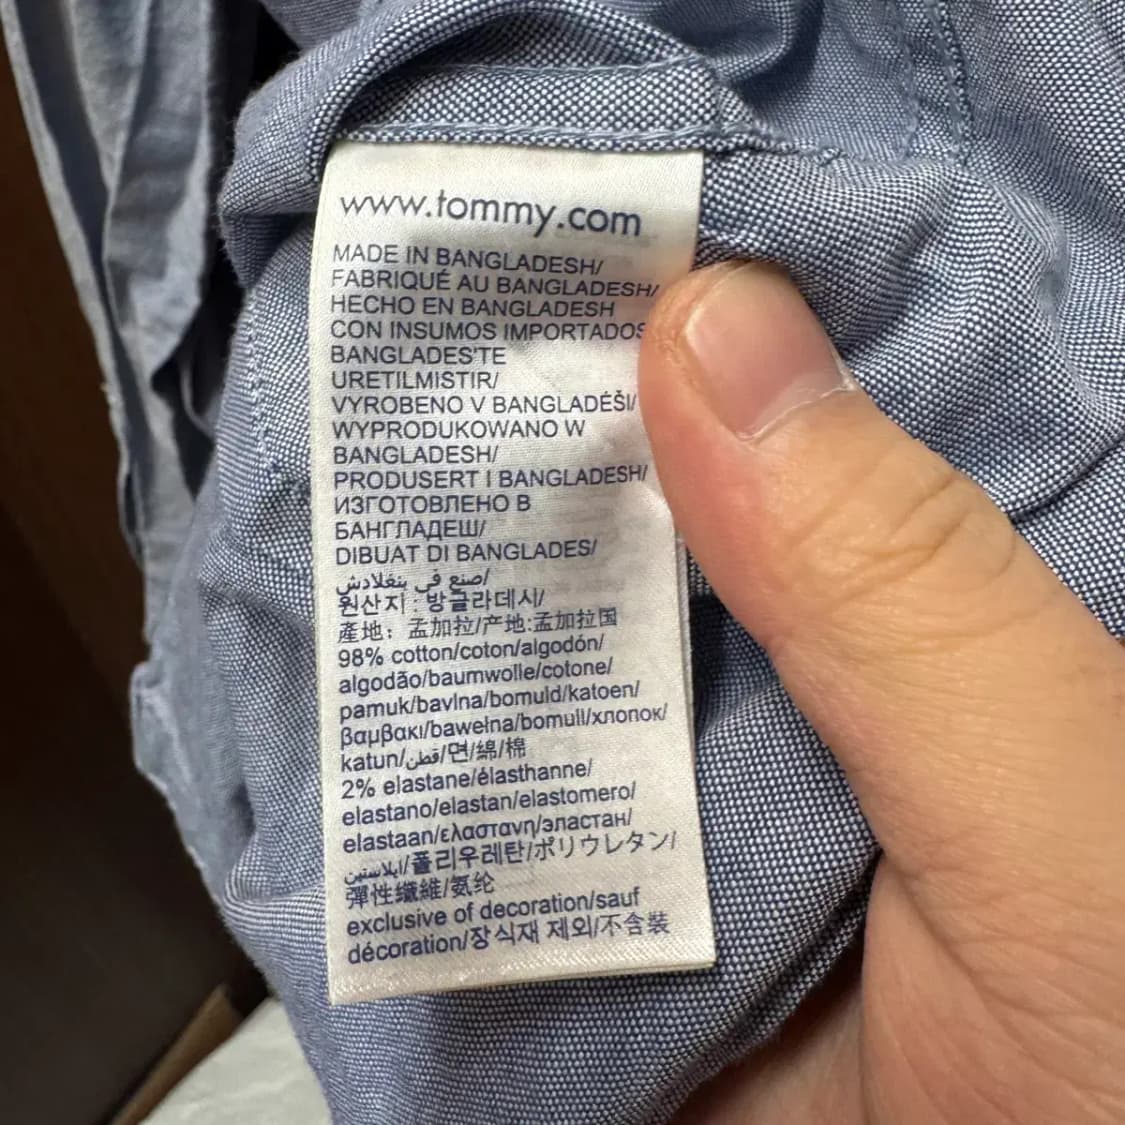 www.tommy.com
MADE IN BANGLADESH/
FABRIQUÉ AU BANGLADESH/
HECHO EN BANGLADESH
CON INSUMOS IMPORTADOS
BANGLADES'TE
URETILMISTIR/
VYROBENO V BANGLADÉŠI/
WYPRODUKOWANO W
BANGLADESH/
PRODUSERT I BANGLADESH/
ИЗГОТОВЛЕНО В
БАНГЛАДЕШ/
DIBUAT DI BANGLADES/
صنع في بنغلادش/
원산지 : 방글라데시/
產地: 孟加拉/产地:孟加拉国
98% cotton/coton/algodón/
algodão/baumwolle/cotone/
pamuk/bavlna/bomuld/katoen/
βαμβακι/bawełna/bomull/хлопок/
katun/قطن/면/綿/棉
2% elastane/élasthanne/
elastano/elastan/elastomero/
elastaan/ελαστανη/эластан/
ايلاستين/폴리우레탄/ポリウレタン/
彈性纖維/氨纶
exclusive of decoration/sauf
décoration/장식재 제외/不含裝